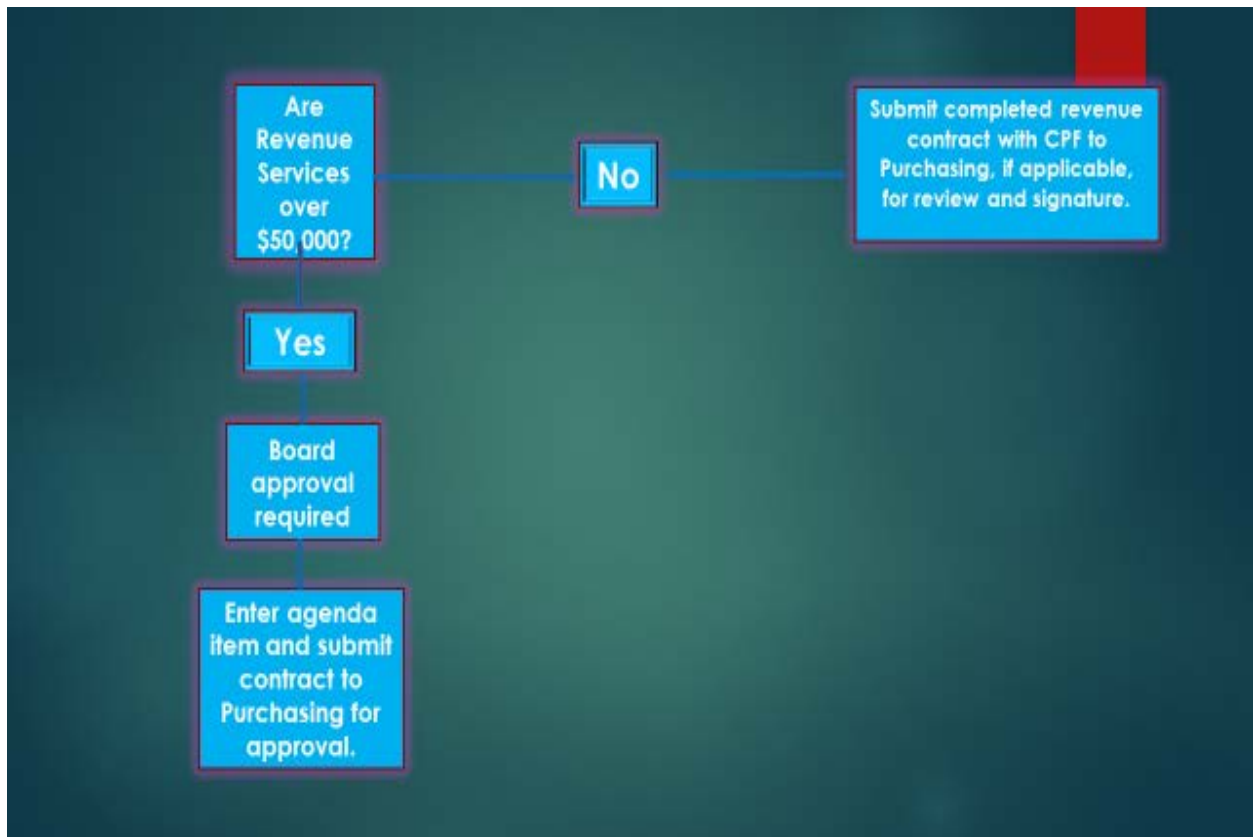 Are
Revenue
Services
over
$50,000?
No
Submit completed revenue
contract with CPF to
Purchasing, if applicable,
for review and signature.
Yes
Board
approval
required
Enter agenda
item and submit
contract to
Purchasing for
approval.